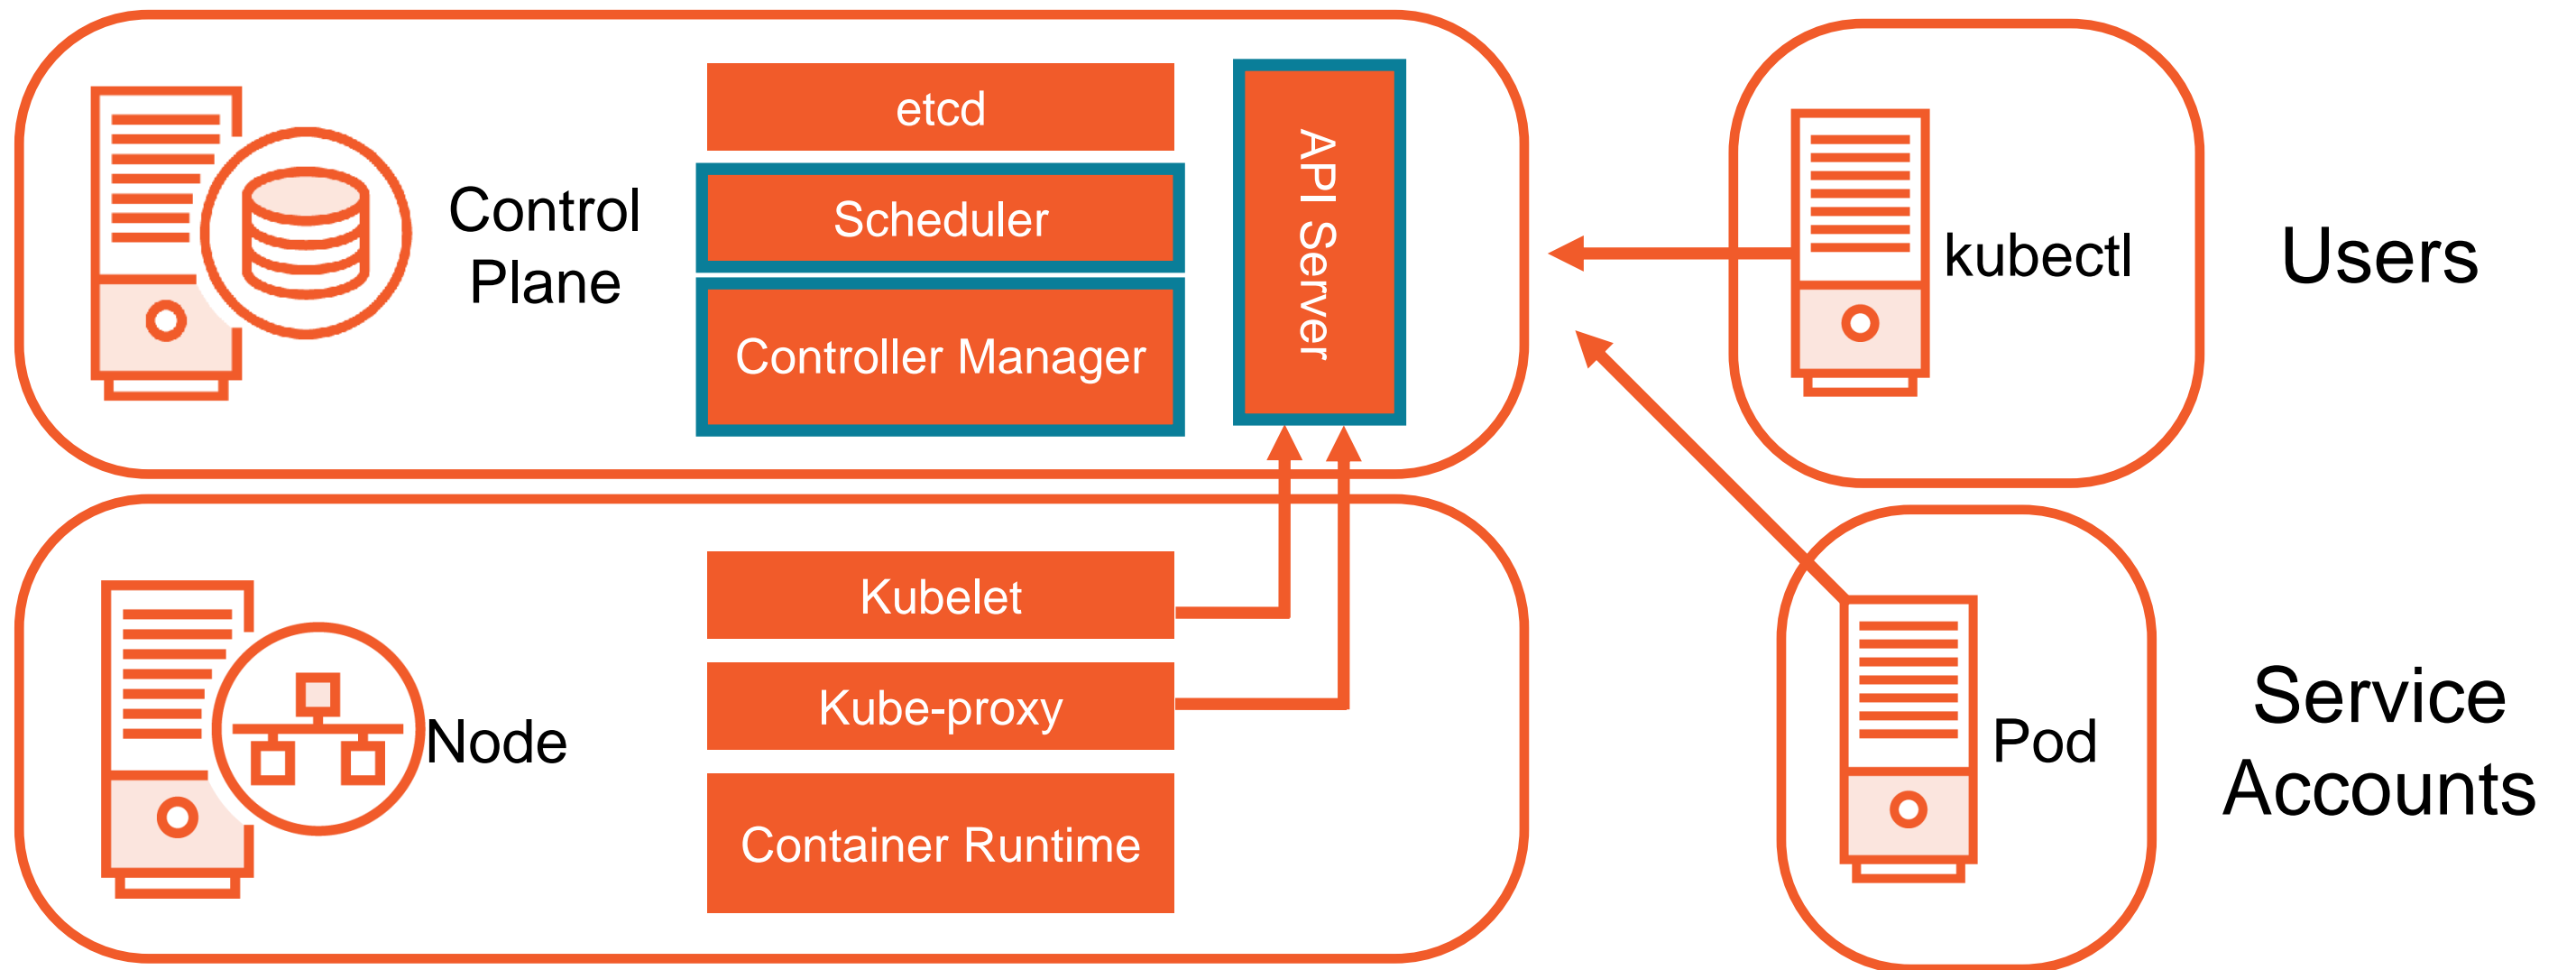 Control
Plane
etcd
Scheduler
Controller Manager
API Server
kubectl
Users
Node
Kubelet
Kube-proxy
Container Runtime
Pod
Service
Accounts